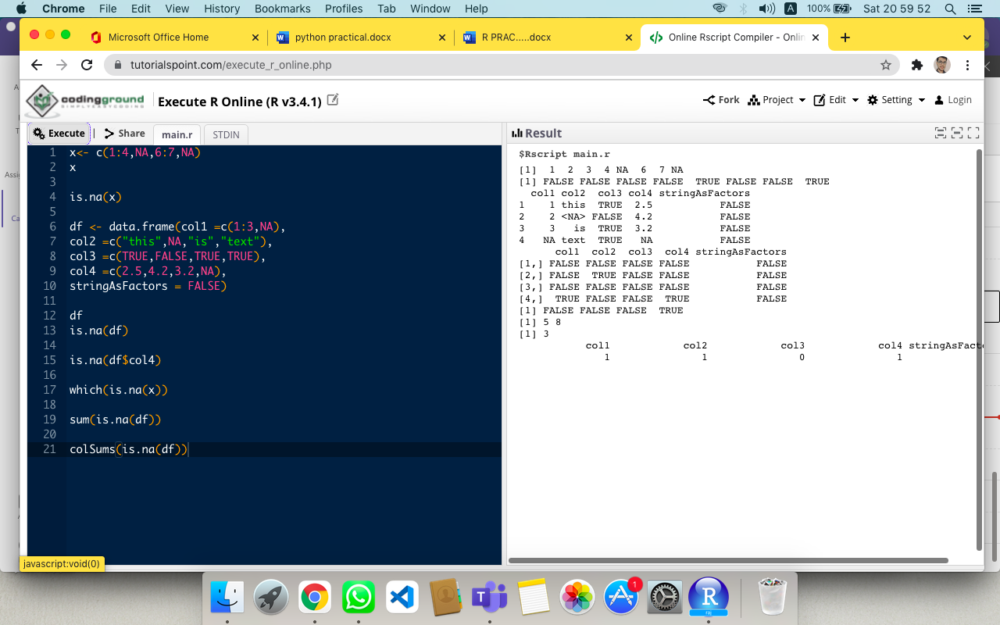 Chrome File Edit View History Bookmarks Profiles Tab Window Help A 100% Sat 20 59 52
Microsoft Office Home
python practical.docx
R PRAC.....docx
Online Rscript Compiler - Onlin
tutorialspoint.com/execute_r_online.php
codingground
SIMPLYEASYCODING
Execute R Online (R v3.4.1)
Fork Project Edit Setting Login
Execute | Share main.r STDIN
1 x<- c(1:4,NA,6:7,NA)
2 x
3
4 is.na(x)
5
6 df <- data.frame(col1 =c(1:3,NA),
7 col2 =c("this",NA,"is","text"),
8 col3 =c(TRUE,FALSE,TRUE,TRUE),
9 col4 =c(2.5,4.2,3.2,NA),
10 stringAsFactors = FALSE)
11
12 df
13 is.na(df)
14
15 is.na(df$col4)
16
17 which(is.na(x))
18
19 sum(is.na(df))
20
21 colSums(is.na(df))
Result
$Rscript main.r
[1] 1 2 3 4 NA 6 7 NA
[1] FALSE FALSE FALSE FALSE TRUE FALSE FALSE TRUE
col1 col2 col3 col4 stringAsFactors
1 1 this TRUE 2.5 FALSE
2 2 <NA> FALSE 4.2 FALSE
3 3 is TRUE 3.2 FALSE
4 NA text TRUE NA FALSE
col1 col2 col3 col4 stringAsFactors
[1,] FALSE FALSE FALSE FALSE FALSE
[2,] FALSE TRUE FALSE FALSE FALSE
[3,] FALSE FALSE FALSE FALSE FALSE
[4,] TRUE FALSE FALSE TRUE FALSE
[1] FALSE FALSE FALSE TRUE
[1] 5 8
[1] 3
col1 col2 col3 col4 stringAsFact
1 1 0 1
javascript:void(0)
T
1
R
raj